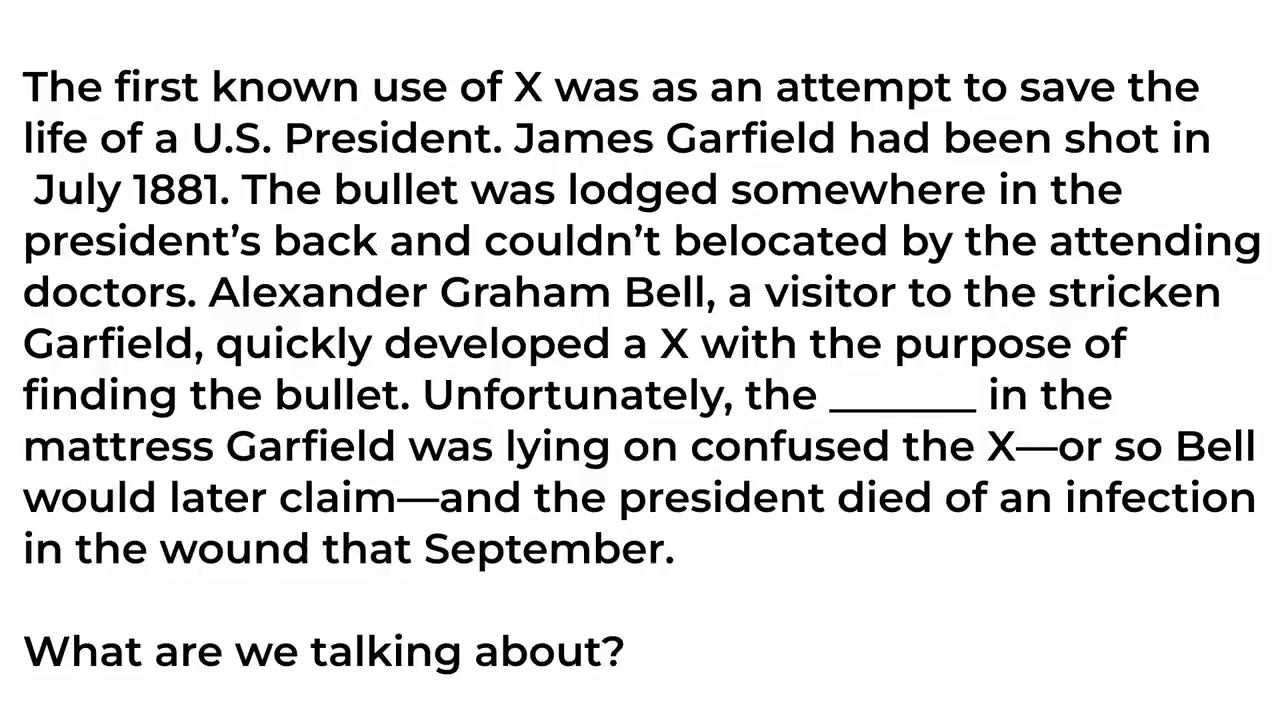 The first known use of X was as an attempt to save the
life of a U.S. President. James Garfield had been shot in
July 1881. The bullet was lodged somewhere in the
president’s back and couldn’t belocated by the attending
doctors. Alexander Graham Bell, a visitor to the stricken
Garfield, quickly developed a X with the purpose of
finding the bullet. Unfortunately, the _______ in the
mattress Garfield was lying on confused the X—or so Bell
would later claim—and the president died of an infection
in the wound that September.
What are we talking about?